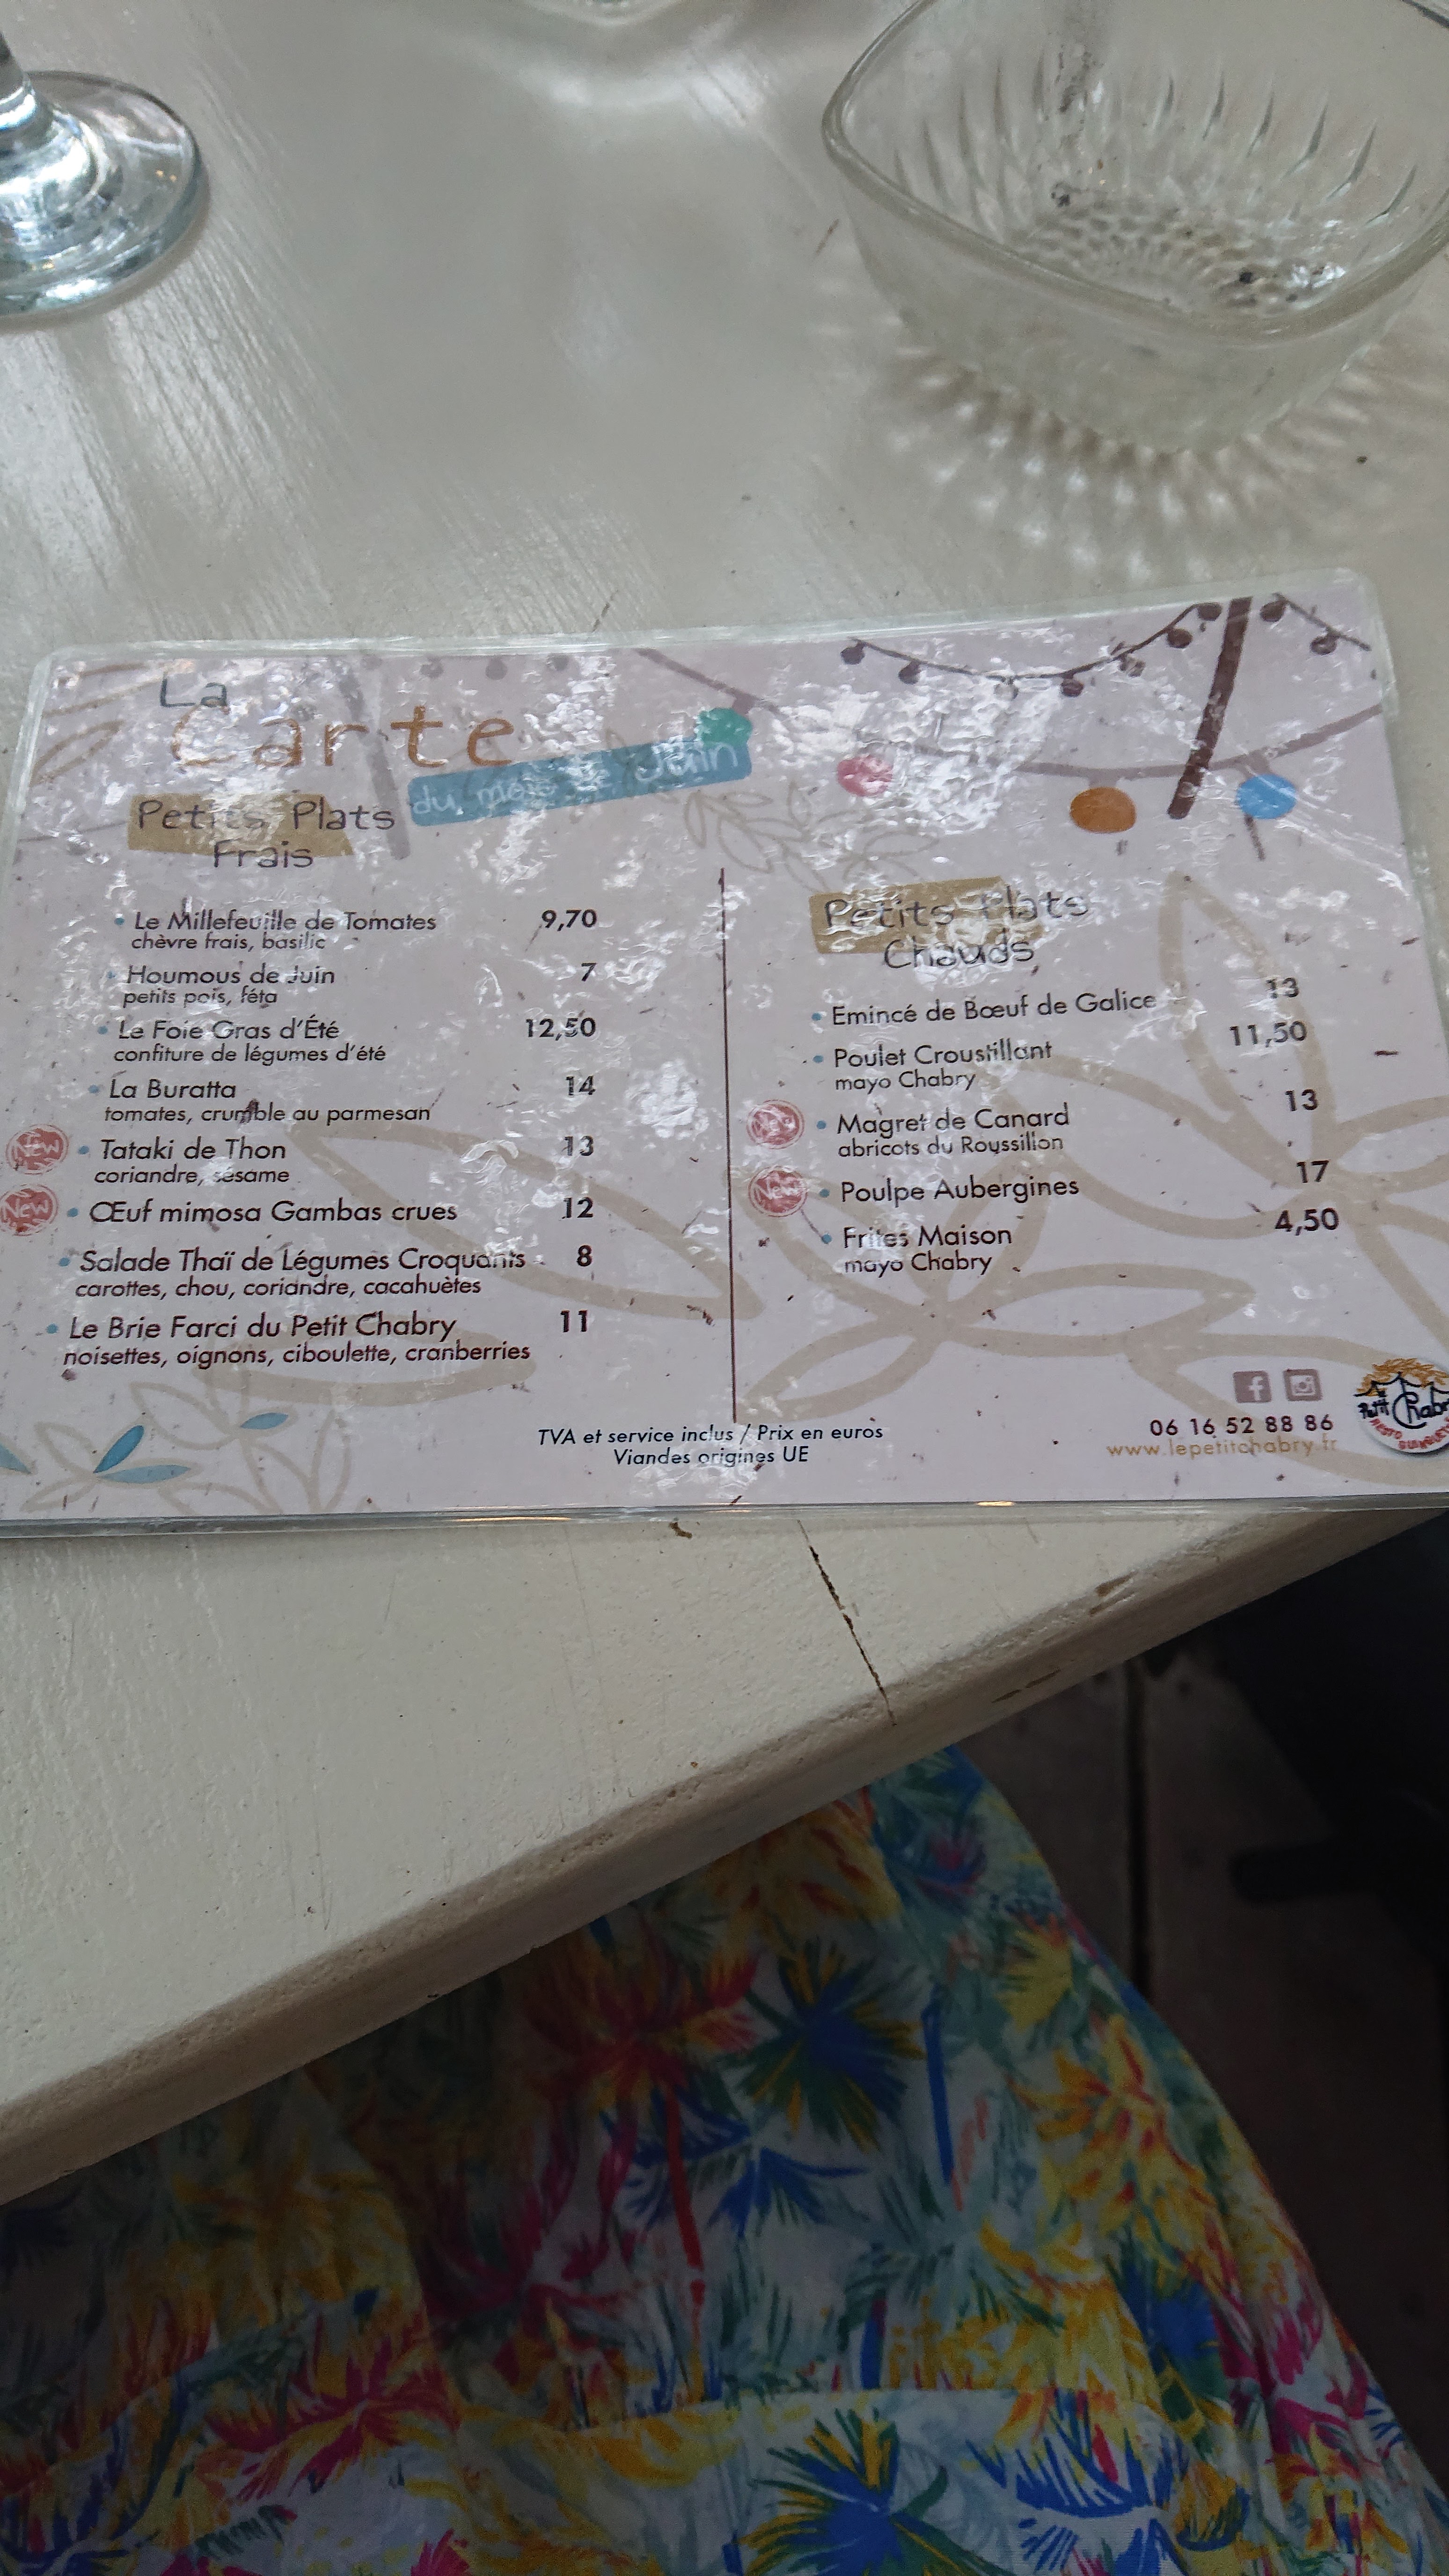 La
Carte
du mois de Juin
Petits Plats
Frais
Le Millefeuille de Tomates 9,70
chèvre frais, basilic
Houmous de Juin 7
petits pois, féta
Le Foie Gras d'Été 12,50
confiture de légumes d'été
La Buratta 14
tomates, crumble au parmesan
New Tataki de Thon 13
coriandre, sésame
New Œuf mimosa Gambas crues 12
Salade Thaï de Légumes Croquants 8
carottes, chou, coriandre, cacahuètes
Le Brie Farci du Petit Chabry 11
noisettes, oignons, ciboulette, cranberries
Petits Plats
Chauds
Emincé de Bœuf de Galice 13
Poulet Croustillant 11,50
mayo Chabry
New Magret de Canard 13
abricots du Roussillon
New Poulpe Aubergines 17
Frites Maison 4,50
mayo Chabry
TVA et service inclus / Prix en euros
Viandes origines UE
06 16 52 88 86
www.lepetitchabry.fr